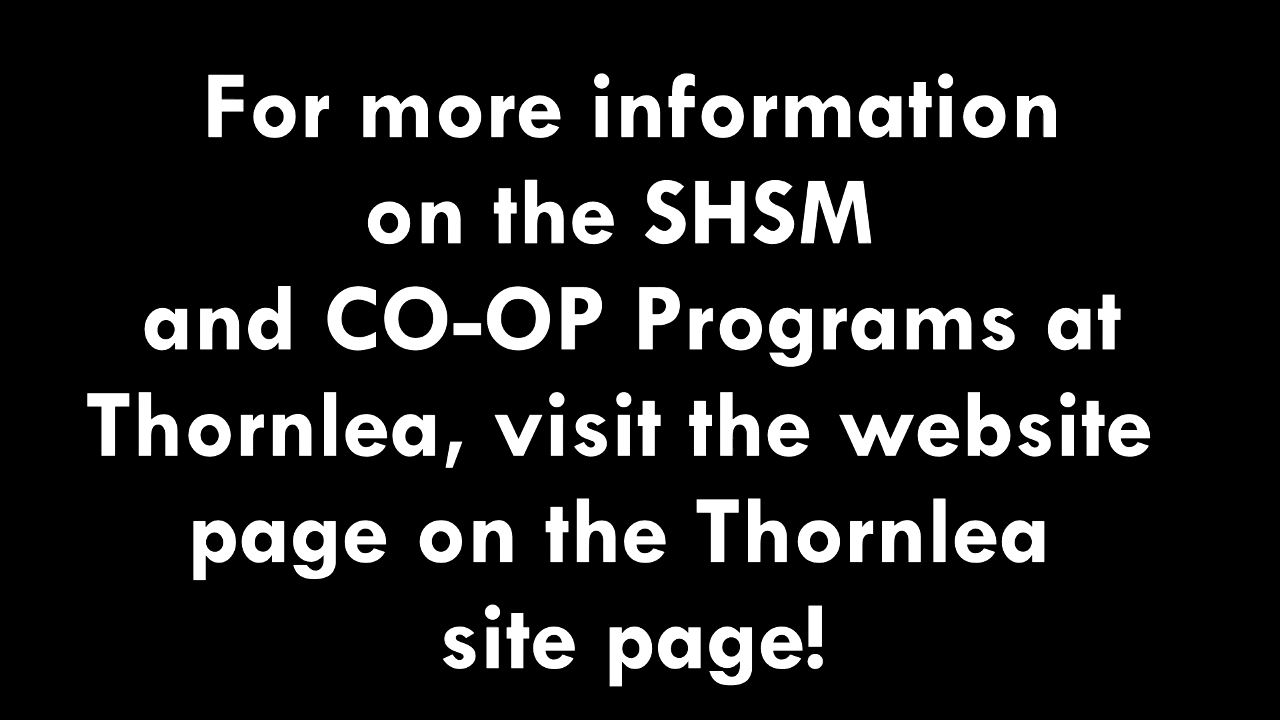 For more information
on the SHSM
and CO-OP Programs at
Thornlea, visit the website
page on the Thornlea
site page!